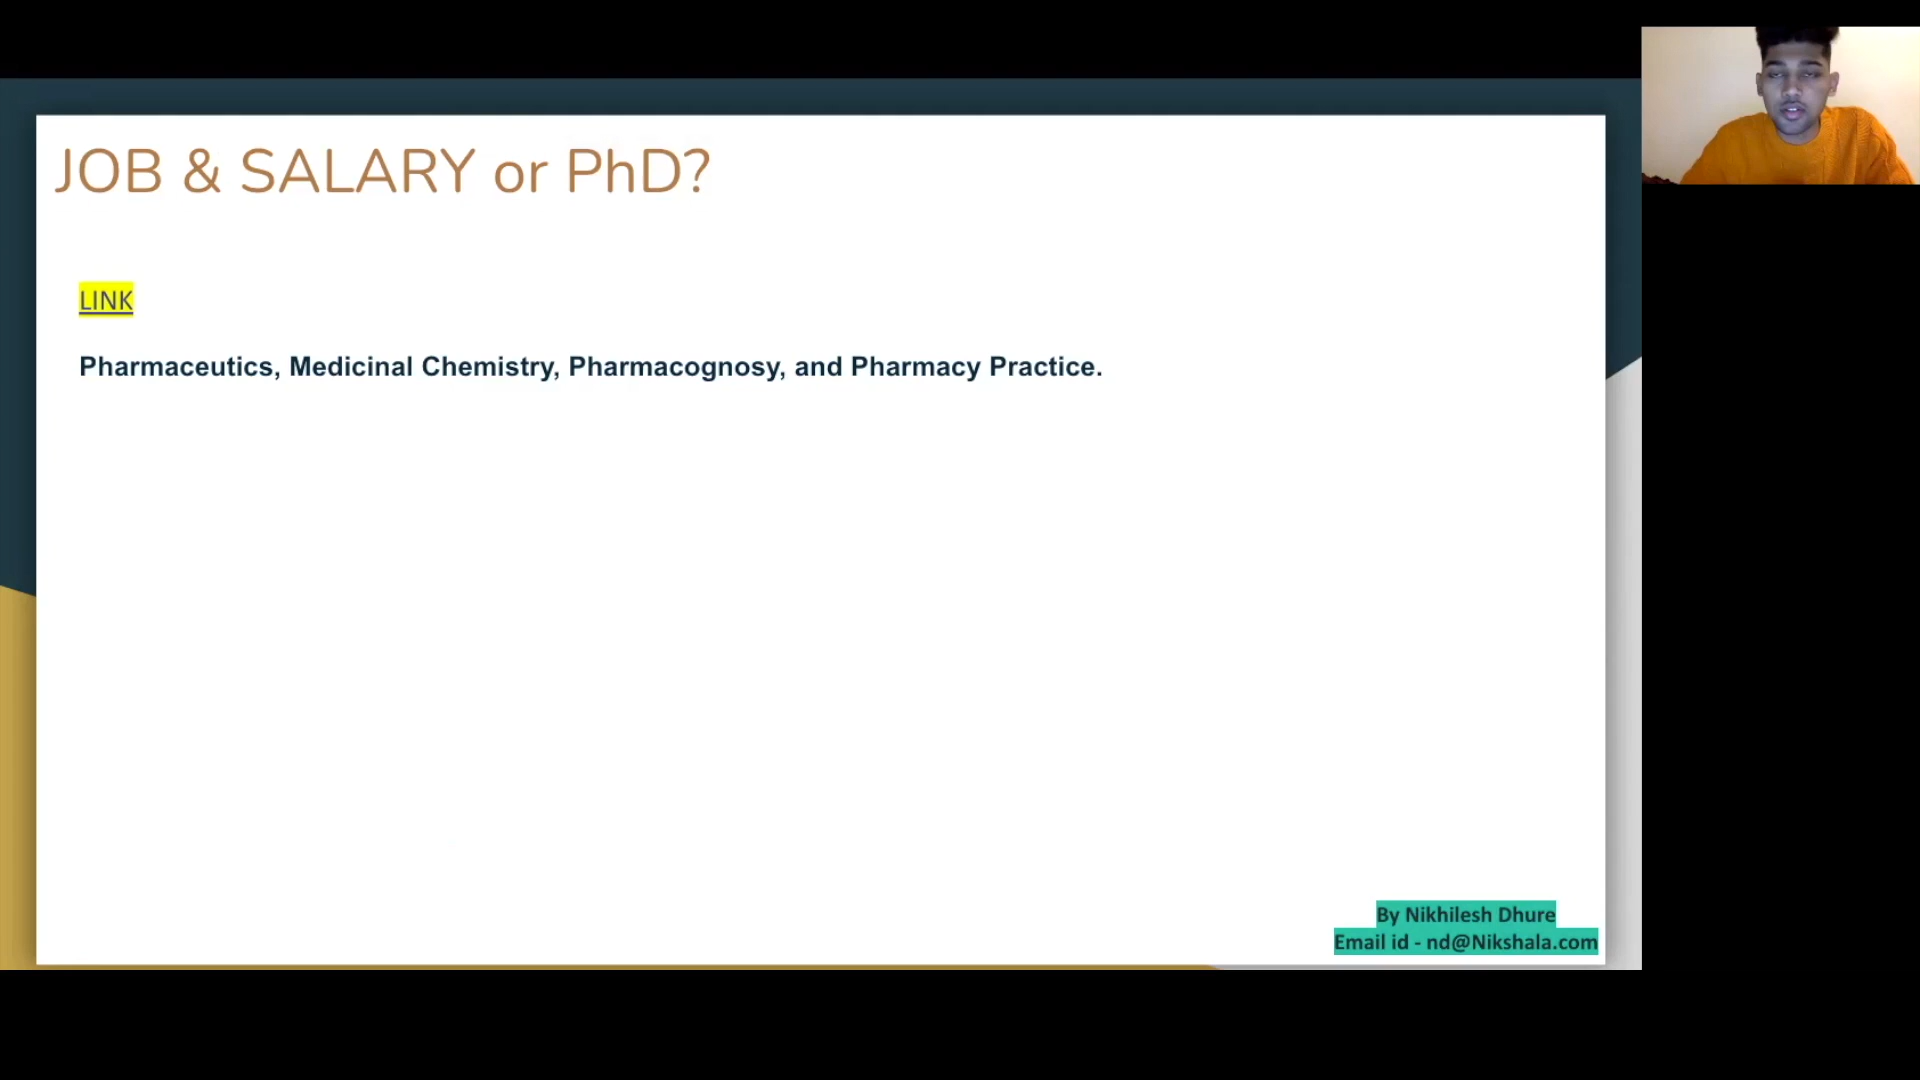 JOB & SALARY or PhD?
LINK
Pharmaceutics, Medicinal Chemistry, Pharmacognosy, and Pharmacy Practice.
By Nikhilesh Dhure
Email id - nd@Nikshala.com